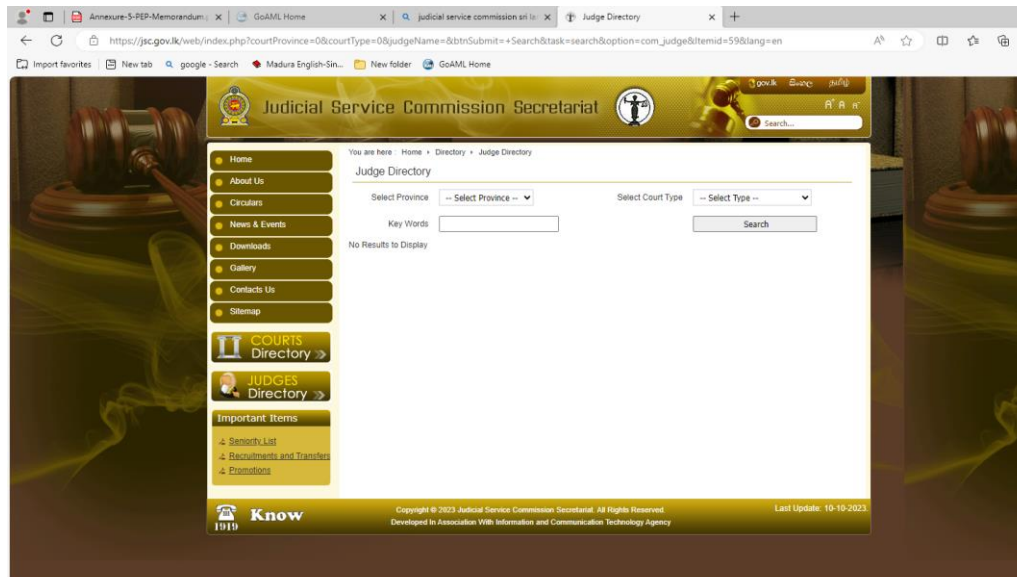 Annexure-5-PEP-Memorandum
GoAML Home
judicial service commission sri
Judge Directory
https://jsc.gov.lk/web/index.php?courtProvince=0&courtType=0&judgeName=&btnSubmit=+Search&task=search&option=com_judge&Itemid=59&lang=en
Import favorites
New tab
google - Search
Madura English-Sin...
New folder
GoAML Home
Judicial Service Commission Secretariat
gov.lk සිංහල தமிழ்
A+ A A-
Search...
Home
About Us
Circulars
News & Events
Downloads
Gallery
Contacts Us
Sitemap
COURTS
Directory
JUDGES
Directory
Important Items
Seniority List
Recruitments and Transfers
Promotions
You are here : Home Directory Judge Directory
Judge Directory
Select Province -- Select Province -- Select Court Type -- Select Type --
Key Words Search
No Results to Display
1919 Know
Copyright © 2023 Judicial Service Commission Secretariat. All Rights Reserved.
Developed In Association With Information and Communication Technology Agency
Last Update: 10-10-2023.